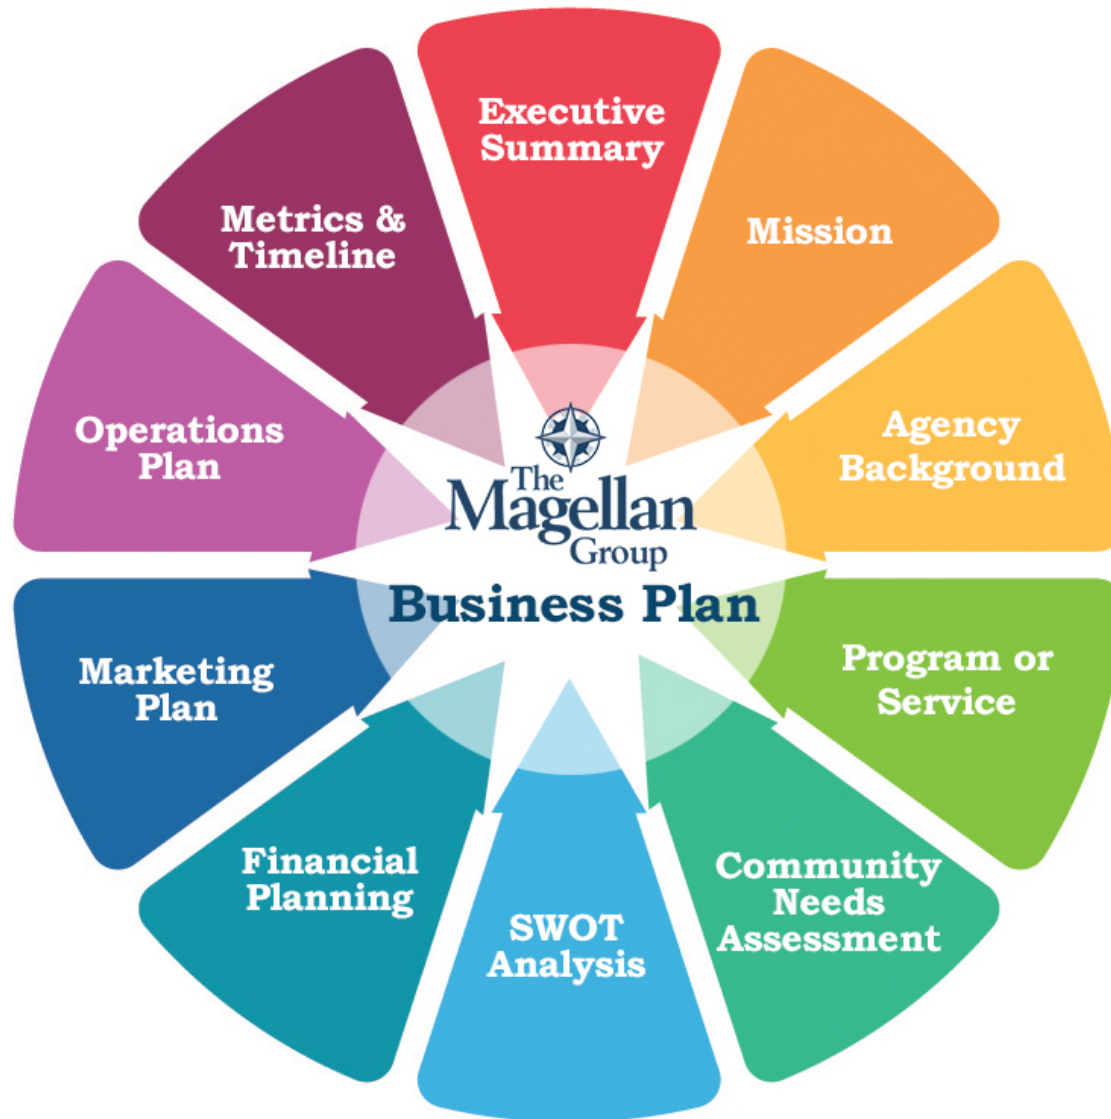 Executive
Summary
Mission
Agency
Background
Program or
Service
Community
Needs
Assessment
SWOT
Analysis
Financial
Planning
Marketing
Plan
Operations
Plan
Metrics &
Timeline
The
Magellan
Group
Business Plan